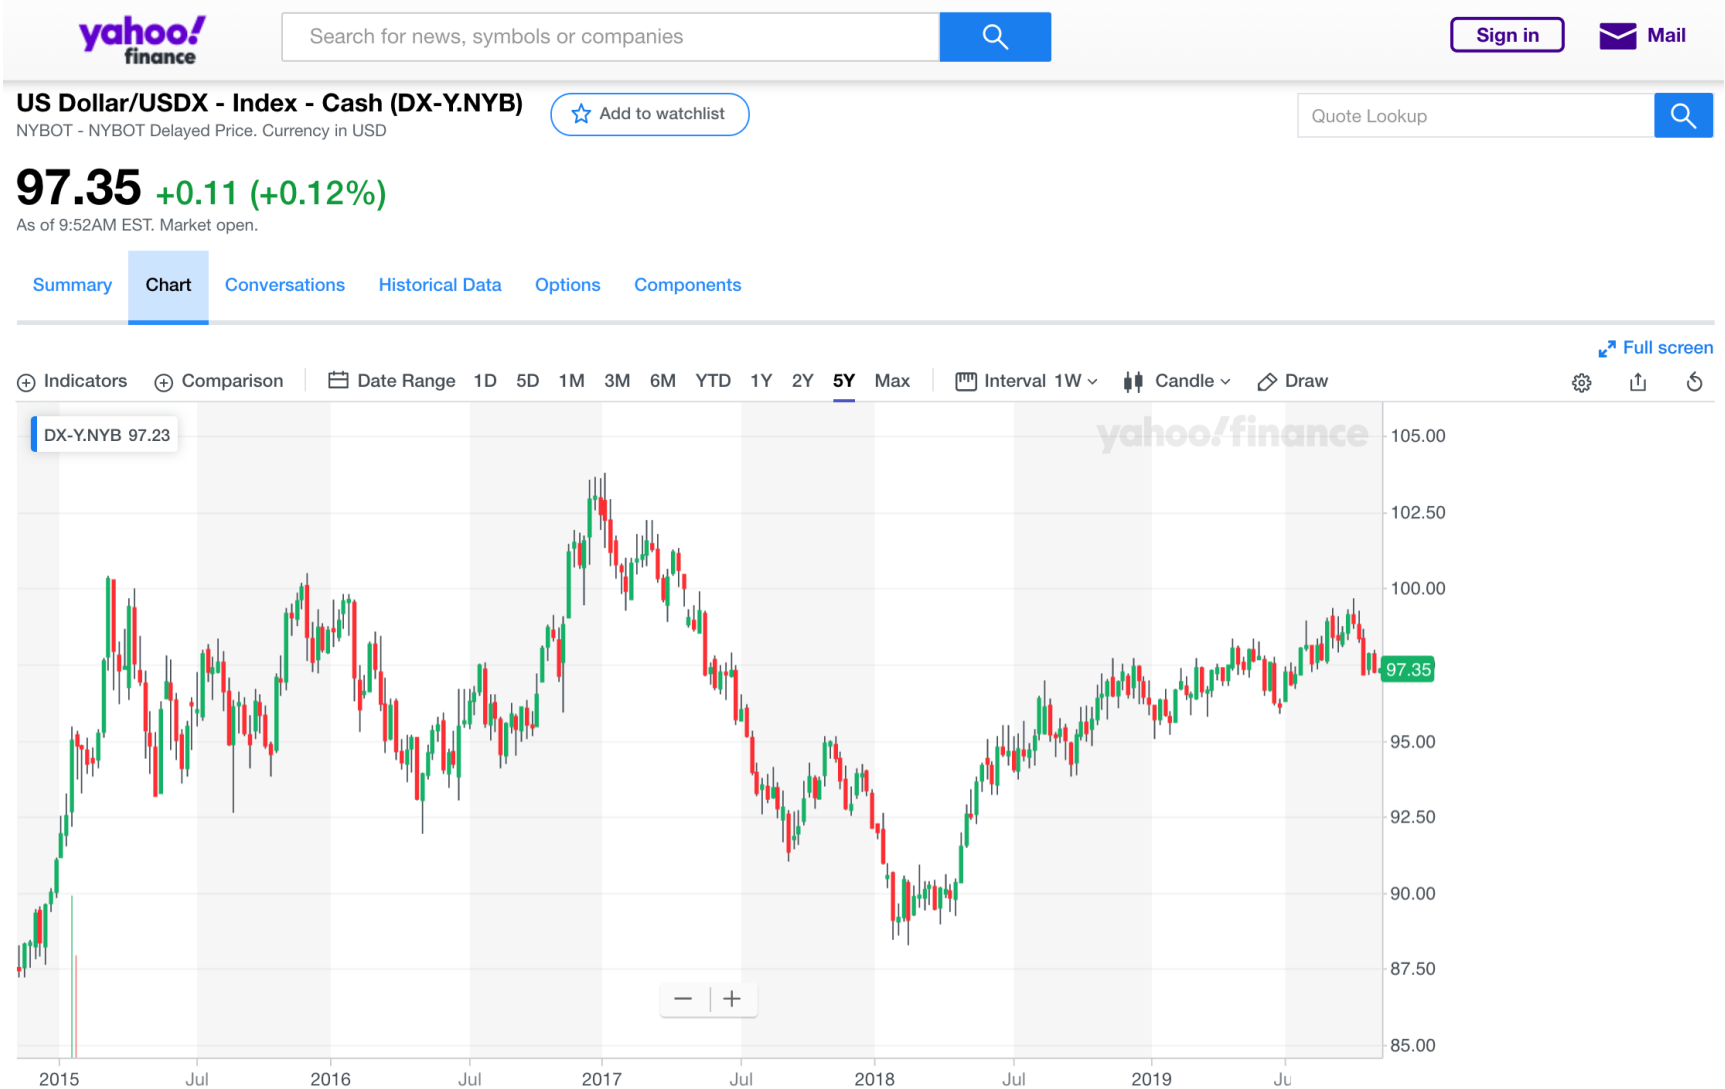 yahoo!
finance
Search for news, symbols or companies
Sign in
Mail
US Dollar/USDX - Index - Cash (DX-Y.NYB)
Add to watchlist
Quote Lookup
NYBOT - NYBOT Delayed Price. Currency in USD
97.35 +0.11 (+0.12%)
As of 9:52AM EST. Market open.
Summary Chart Conversations Historical Data Options Components
Full screen
Indicators Comparison Date Range 1D 5D 1M 3M 6M YTD 1Y 2Y 5Y Max Interval 1W Candle Draw
DX-Y.NYB 97.23
yahoo!finance
105.00
102.50
100.00
97.35
95.00
92.50
90.00
87.50
85.00
2015 Jul 2016 Jul 2017 Jul 2018 Jul 2019 Ju